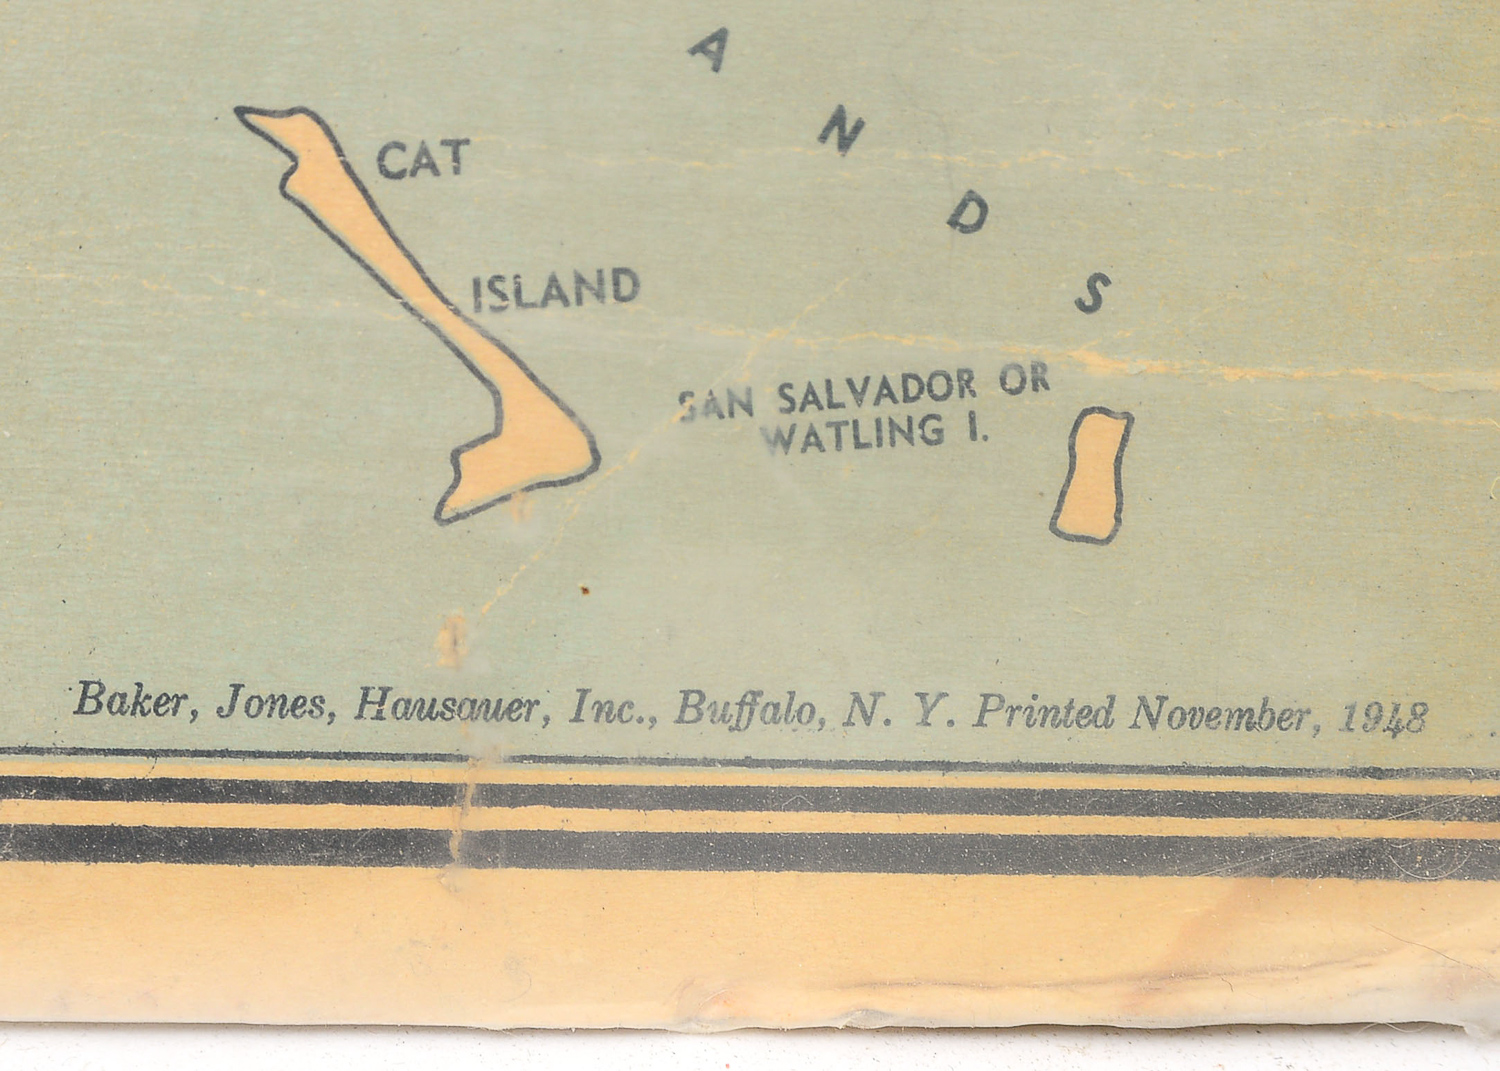 A N D S
CAT
ISLAND
SAN SALVADOR OR
WATLING I.
Baker, Jones, Hausauer, Inc., Buffalo, N. Y. Printed November, 1948